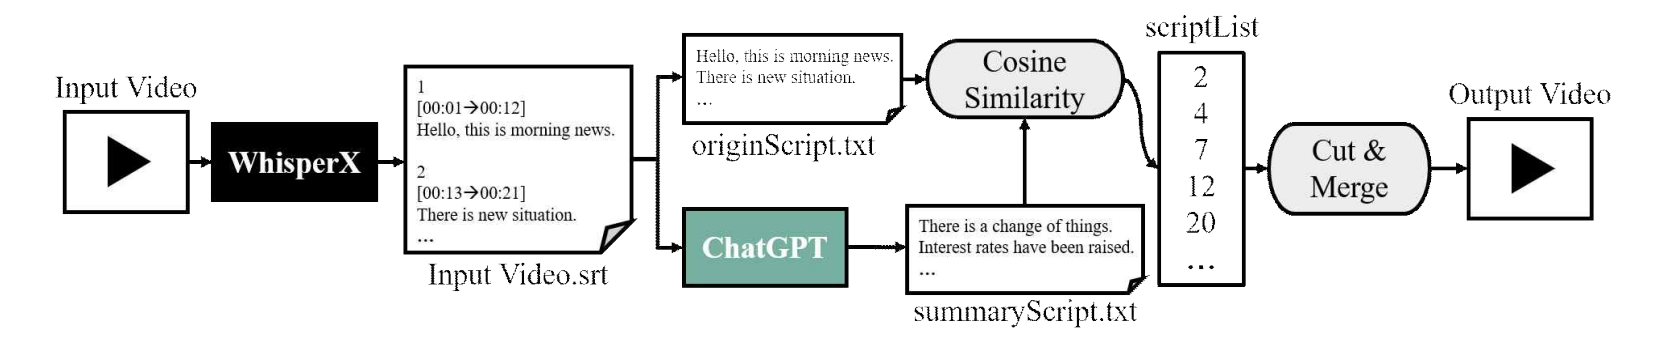 Input Video
WhisperX
1
[00:01→00:12]
Hello, this is morning news.
2
[00:13→00:21]
There is new situation.
...
Input Video.srt
Hello, this is morning news.
There is new situation.
...
originScript.txt
ChatGPT
There is a change of things.
Interest rates have been raised.
...
summaryScript.txt
Cosine
Similarity
scriptList
2
4
7
12
20
...
Cut &
Merge
Output Video